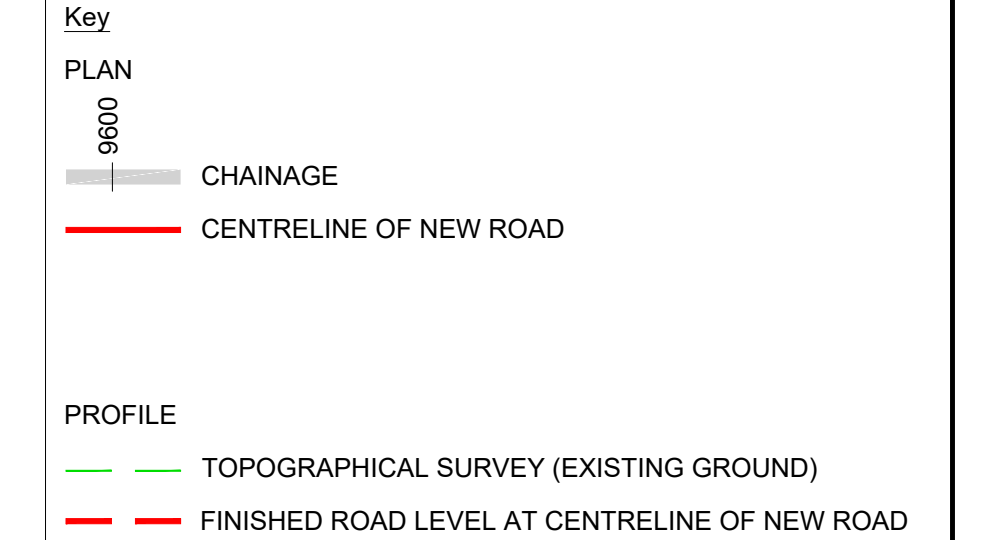 Key
PLAN
9600
CHAINAGE
CENTRELINE OF NEW ROAD
PROFILE
TOPOGRAPHICAL SURVEY (EXISTING GROUND)
FINISHED ROAD LEVEL AT CENTRELINE OF NEW ROAD